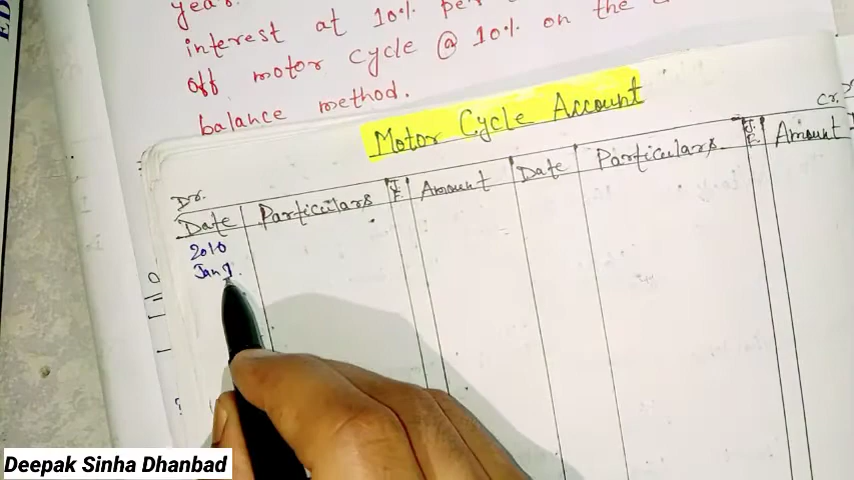 year.
interest at 10% per
off motor cycle @ 10% on the
balance method.
Motor Cycle Account
Dr. Cr.
Date Particulars J.F. Amount Date Particulars J.F. Amount
2010
Jan 1.
Deepak Sinha Dhanbad